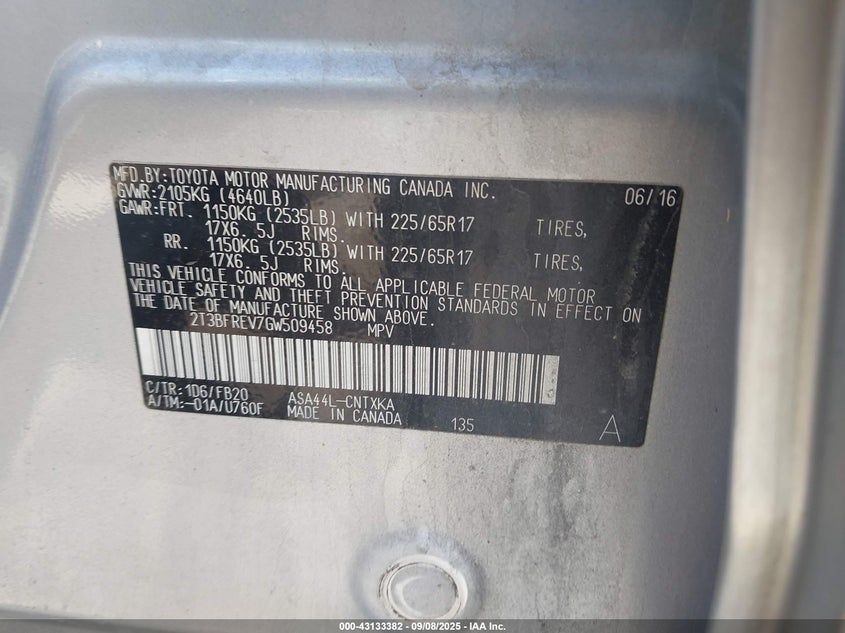 MFD.BY:TOYOTA MOTOR MANUFACTURING CANADA INC. 06/16
GVWR:2105KG (4640LB)
GAWR:FRT. 1150KG (2535LB) WITH 225/65R17 TIRES,
17X6.5J RIMS.
RR. 1150KG (2535LB) WITH 225/65R17 TIRES,
17X6.5J RIMS.
THIS VEHICLE CONFORMS TO ALL APPLICABLE FEDERAL MOTOR
VEHICLE SAFETY AND THEFT PREVENTION STANDARDS IN EFFECT ON
THE DATE OF MANUFACTURE SHOWN ABOVE.
2T3BFREV7GW509458 MPV
C/TR:1D6/FB20 ASA44L-CNTXKA
A/TM:-01A/U760F MADE IN CANADA 135 A
000-43133382 - 09/08/2025 - IAA Inc.